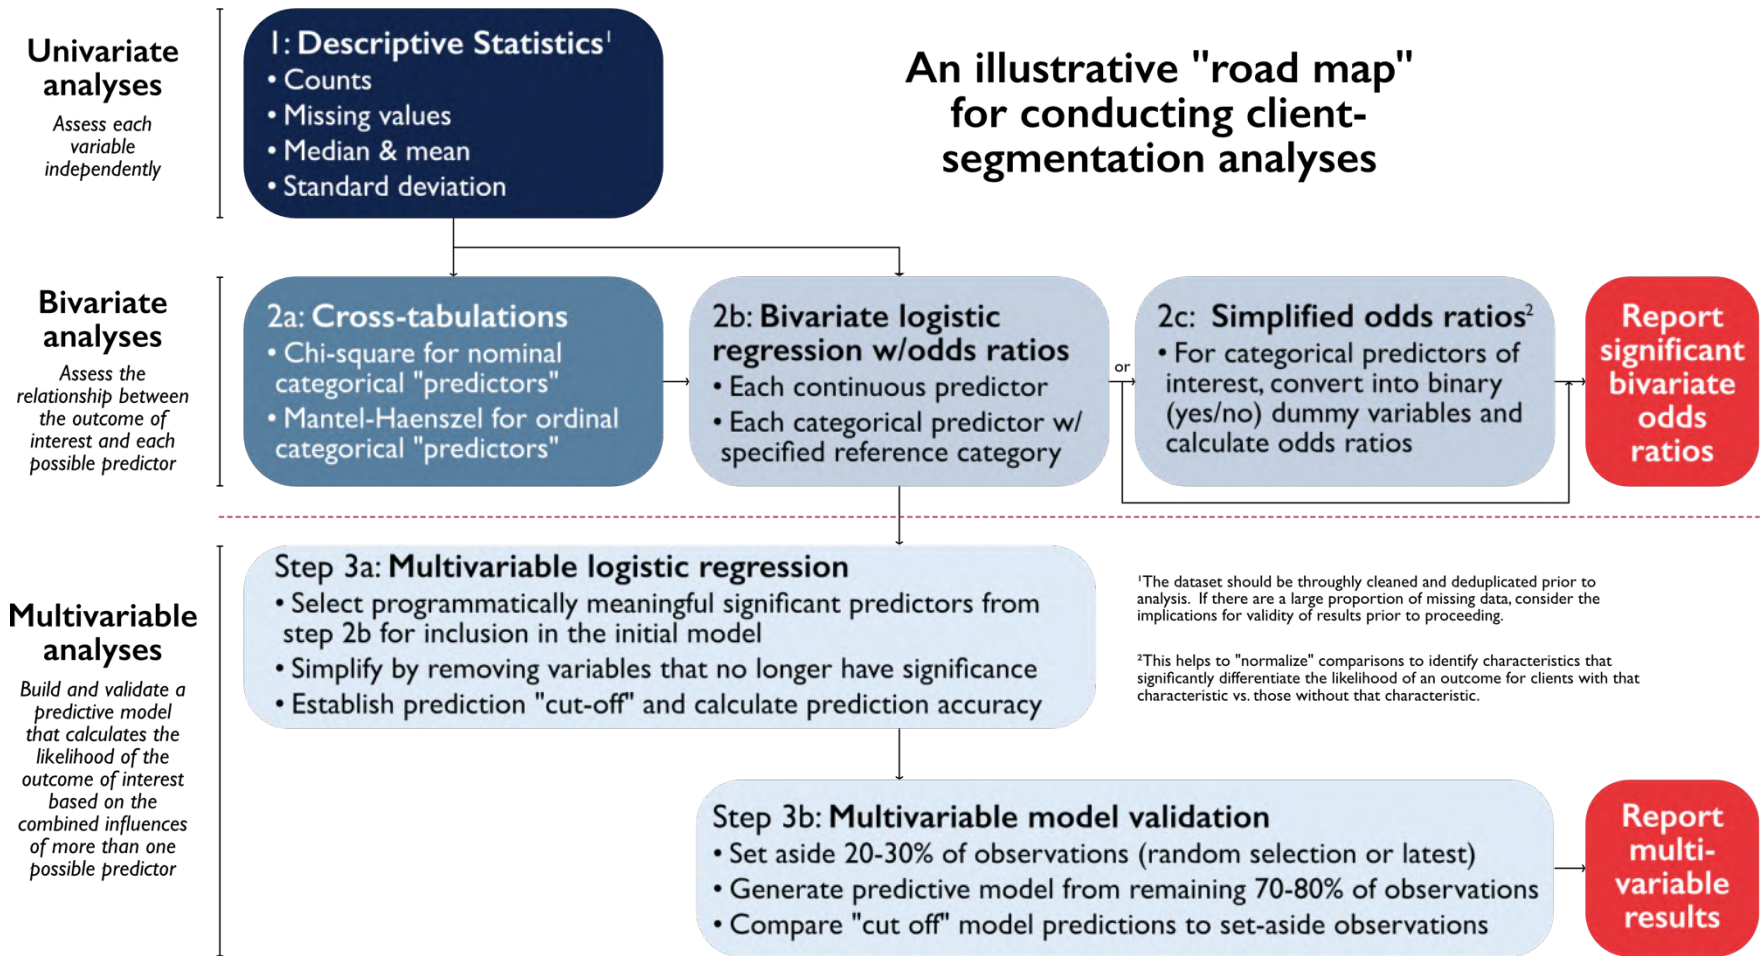 An illustrative "road map"
for conducting client-
segmentation analyses
Univariate
analyses
Assess each
variable
independently
1: Descriptive Statistics¹
• Counts
• Missing values
• Median & mean
• Standard deviation
Bivariate
analyses
Assess the
relationship between
the outcome of
interest and each
possible predictor
2a: Cross-tabulations
• Chi-square for nominal
categorical "predictors"
• Mantel-Haenszel for ordinal
categorical "predictors"
2b: Bivariate logistic
regression w/odds ratios
• Each continuous predictor
• Each categorical predictor w/
specified reference category
or
2c: Simplified odds ratios²
• For categorical predictors of
interest, convert into binary
(yes/no) dummy variables and
calculate odds ratios
Report
significant
bivariate
odds
ratios
Multivariable
analyses
Build and validate a
predictive model
that calculates the
likelihood of the
outcome of interest
based on the
combined influences
of more than one
possible predictor
Step 3a: Multivariable logistic regression
• Select programmatically meaningful significant predictors from
step 2b for inclusion in the initial model
• Simplify by removing variables that no longer have significance
• Establish prediction "cut-off" and calculate prediction accuracy
¹The dataset should be throughly cleaned and deduplicated prior to
analysis. If there are a large proportion of missing data, consider the
implications for validity of results prior to proceeding.
²This helps to "normalize" comparisons to identify characteristics that
significantly differentiate the likelihood of an outcome for clients with that
characteristic vs. those without that characteristic.
Step 3b: Multivariable model validation
• Set aside 20-30% of observations (random selection or latest)
• Generate predictive model from remaining 70-80% of observations
• Compare "cut off" model predictions to set-aside observations
Report
multi-
variable
results